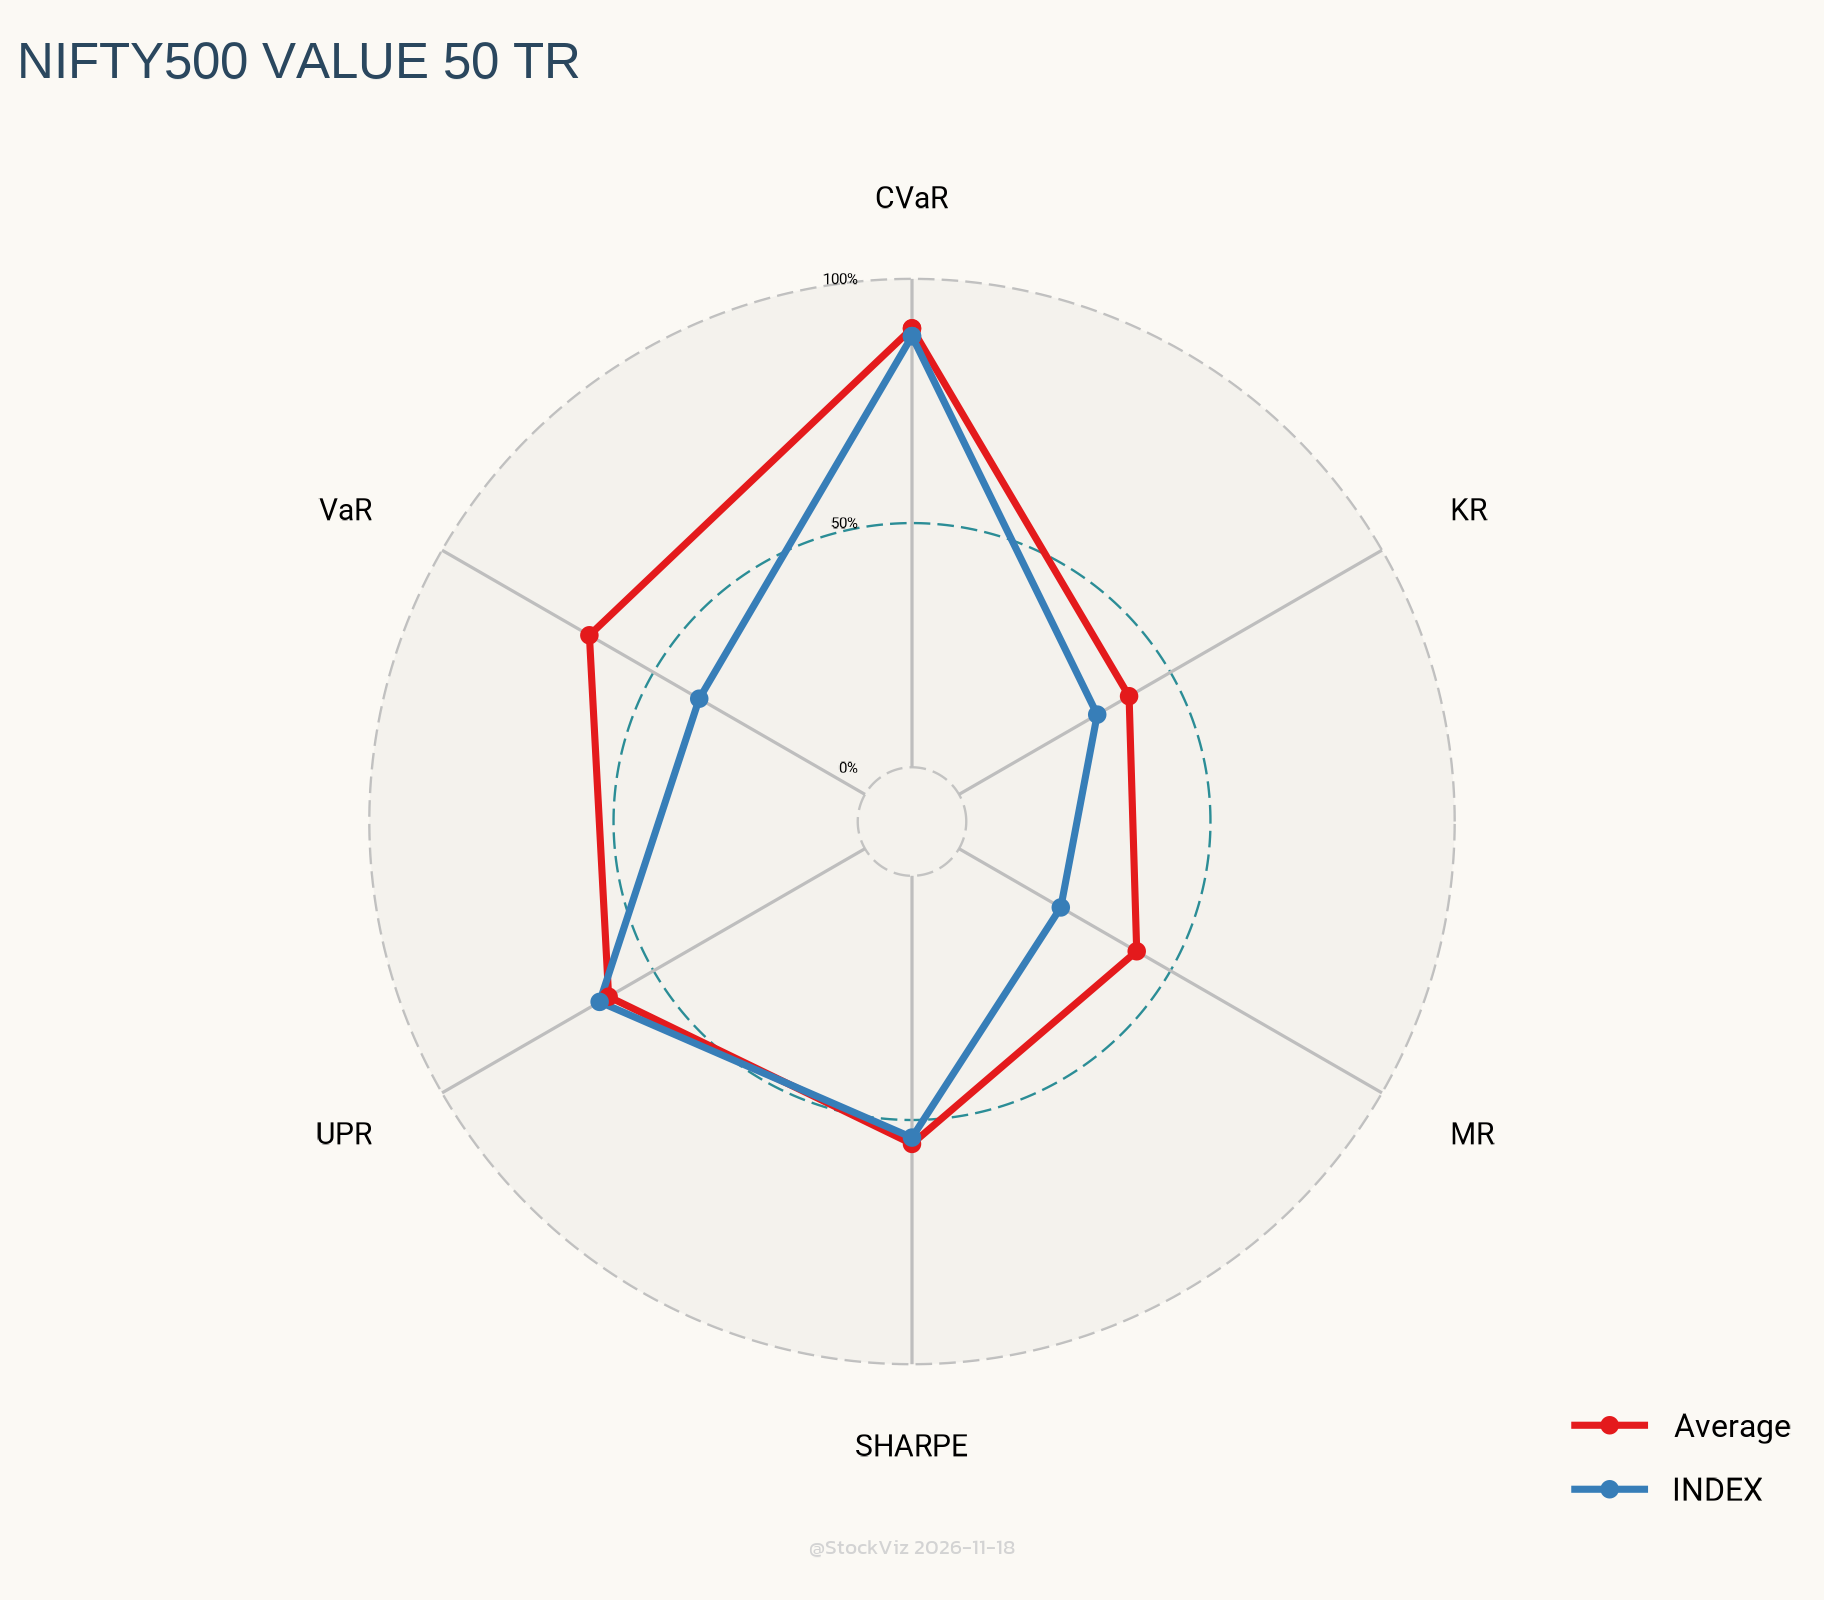 NIFTY500 VALUE 50 TR
CVaR
100%
VaR
KR
50%
0%
UPR
MR
SHARPE
Average
INDEX
@StockViz 2026-11-18